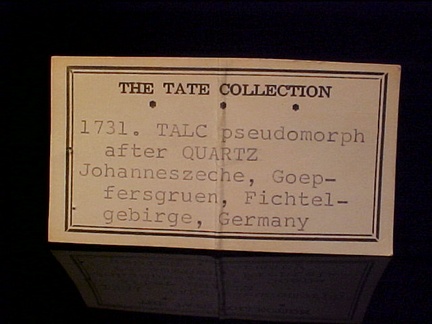 THE TATE COLLECTION
1731. TALC pseudomorph
after QUARTZ
Johanneszeche, Goep-
fersgruen, Fichtel-
gebirge, Germany